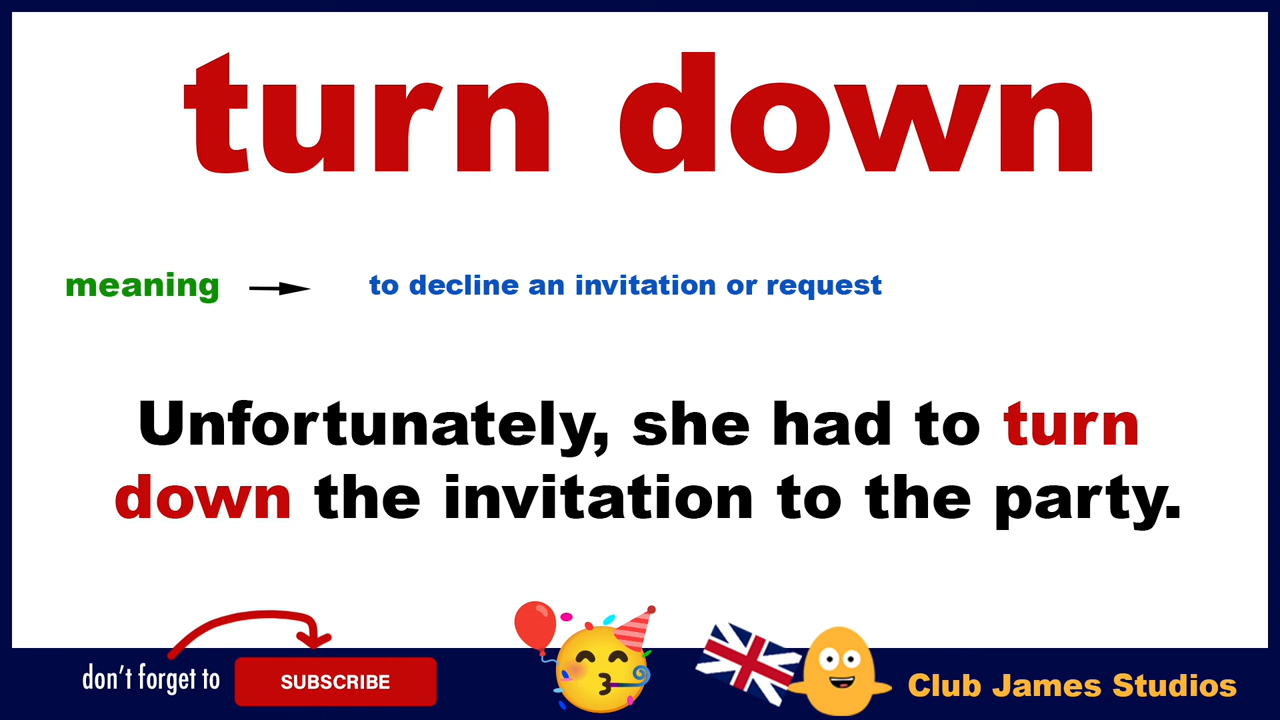 turn down
meaning
to decline an invitation or request
Unfortunately, she had to turn
down the invitation to the party.
don't forget to
SUBSCRIBE
Club James Studios